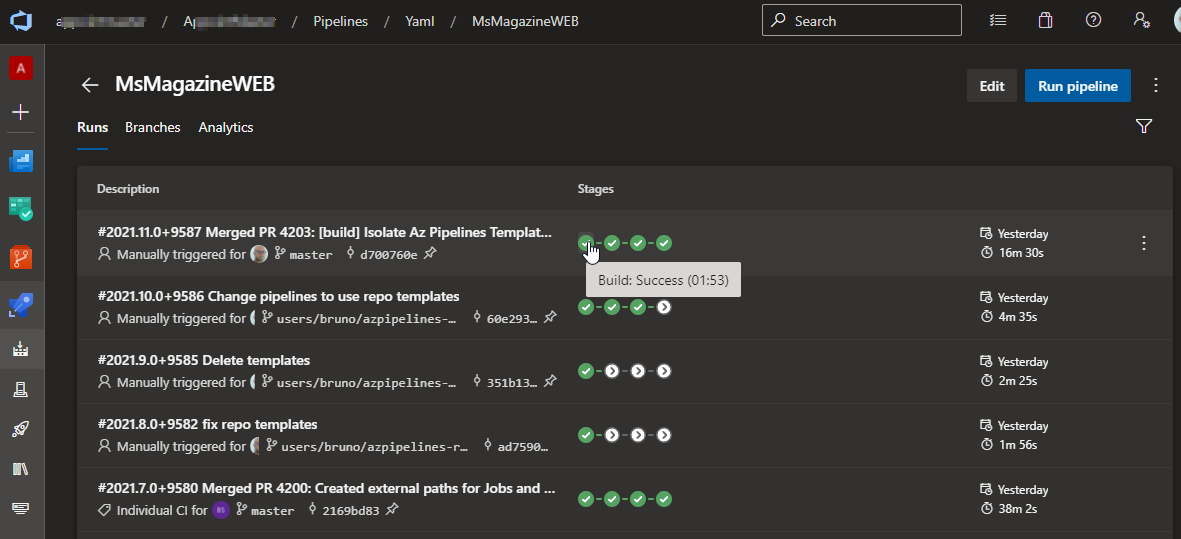 / / Pipelines / Yaml / MsMagazineWEB
Search
A
MsMagazineWEB
Edit
Run pipeline
Runs
Branches
Analytics
Description
Stages
#2021.11.0+9587 Merged PR 4203: [build] Isolate Az Pipelines Templat...
Manually triggered for master d700760e
Yesterday
16m 30s
Build: Success (01:53)
#2021.10.0+9586 Change pipelines to use repo templates
Manually triggered for users/bruno/azpipelines-… 60e293…
Yesterday
4m 35s
#2021.9.0+9585 Delete templates
Manually triggered for users/bruno/azpipelines-… 351b13…
Yesterday
2m 25s
#2021.8.0+9582 fix repo templates
Manually triggered for users/bruno/azpipelines-r… ad7590…
Yesterday
1m 56s
#2021.7.0+9580 Merged PR 4200: Created external paths for Jobs and ...
Individual CI for BS master 2169bd83
Yesterday
38m 2s